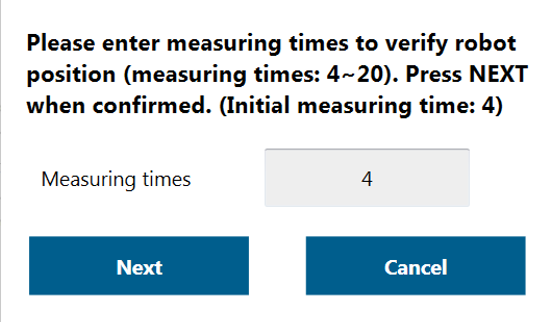 Please enter measuring times to verify robot
position (measuring times: 4~20). Press NEXT
when confirmed. (Initial measuring time: 4)
Measuring times 4
Next Cancel